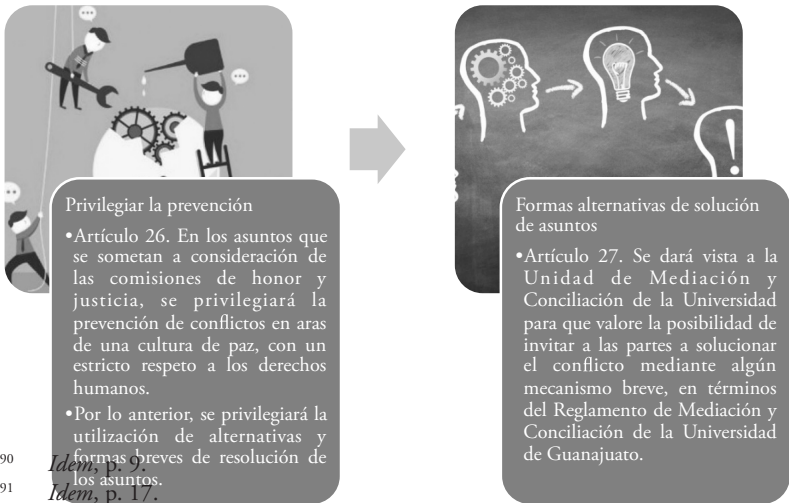 Privilegiar la prevención
•Artículo 26. En los asuntos que
se sometan a consideración de
las comisiones de honor y
justicia, se privilegiará la
prevención de conflictos en aras
de una cultura de paz, con un
estricto respeto a los derechos
humanos.
•Por lo anterior, se privilegiará la
utilización de alternativas y
formas breves de resolución de
los asuntos.
Formas alternativas de solución
de asuntos
•Artículo 27. Se dará vista a la
Unidad de Mediación y
Conciliación de la Universidad
para que valore la posibilidad de
invitar a las partes a solucionar
el conflicto mediante algún
mecanismo breve, en términos
del Reglamento de Mediación y
Conciliación de la Universidad
de Guanajuato.
90 Idem, p. 9.
91 Idem, p. 17.